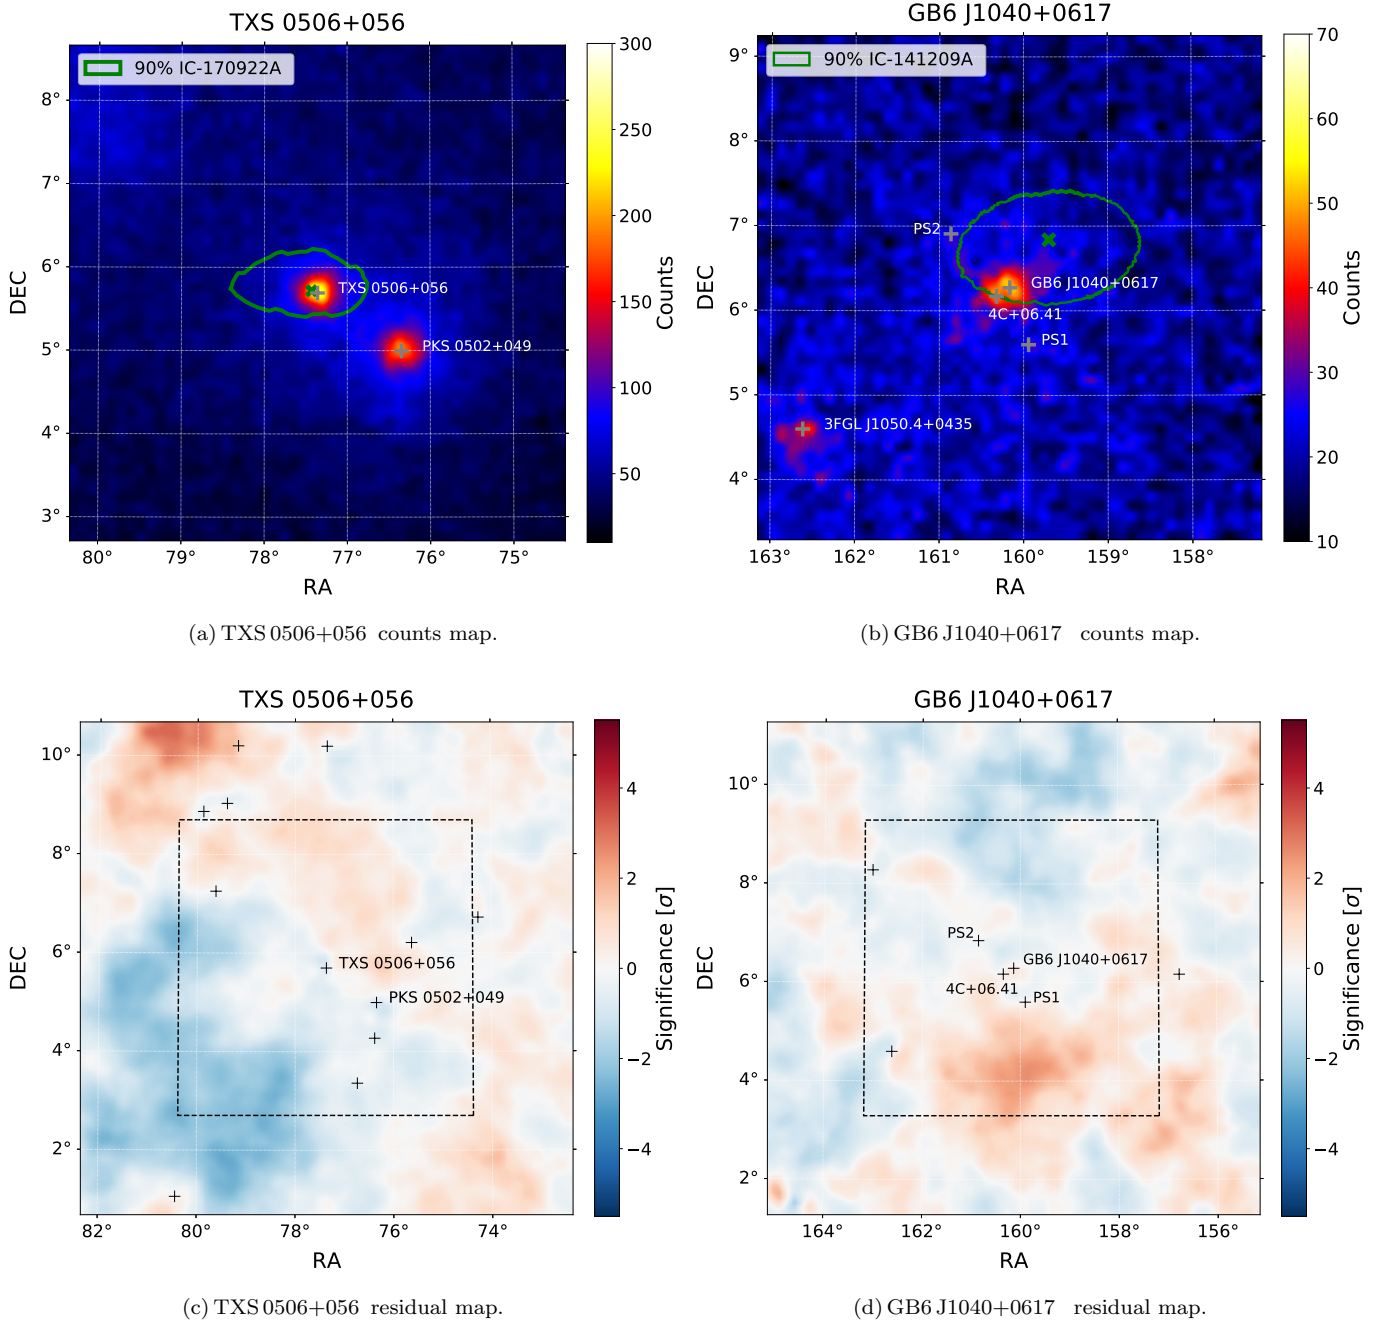 TXS 0506+056
90% IC-170922A
8°
7°
6°
5°
4°
3°
DEC
TXS 0506+056
PKS 0502+049
80°
79°
78°
77°
76°
75°
RA
300
250
200
150
100
50
Counts
(a) TXS 0506+056 counts map.
GB6 J1040+0617
90% IC-141209A
9°
8°
7°
6°
5°
4°
DEC
PS2
GB6 J1040+0617
4C+06.41
PS1
3FGL J1050.4+0435
163°
162°
161°
160°
159°
158°
RA
70
60
50
40
30
20
10
Counts
(b) GB6 J1040+0617 counts map.
TXS 0506+056
10°
8°
6°
4°
2°
DEC
TXS 0506+056
PKS 0502+049
82°
80°
78°
76°
74°
RA
4
2
0
−2
−4
Significance [σ]
(c) TXS 0506+056 residual map.
GB6 J1040+0617
10°
8°
6°
4°
2°
DEC
PS2
GB6 J1040+0617
4C+06.41
PS1
164°
162°
160°
158°
156°
RA
4
2
0
−2
−4
Significance [σ]
(d) GB6 J1040+0617 residual map.